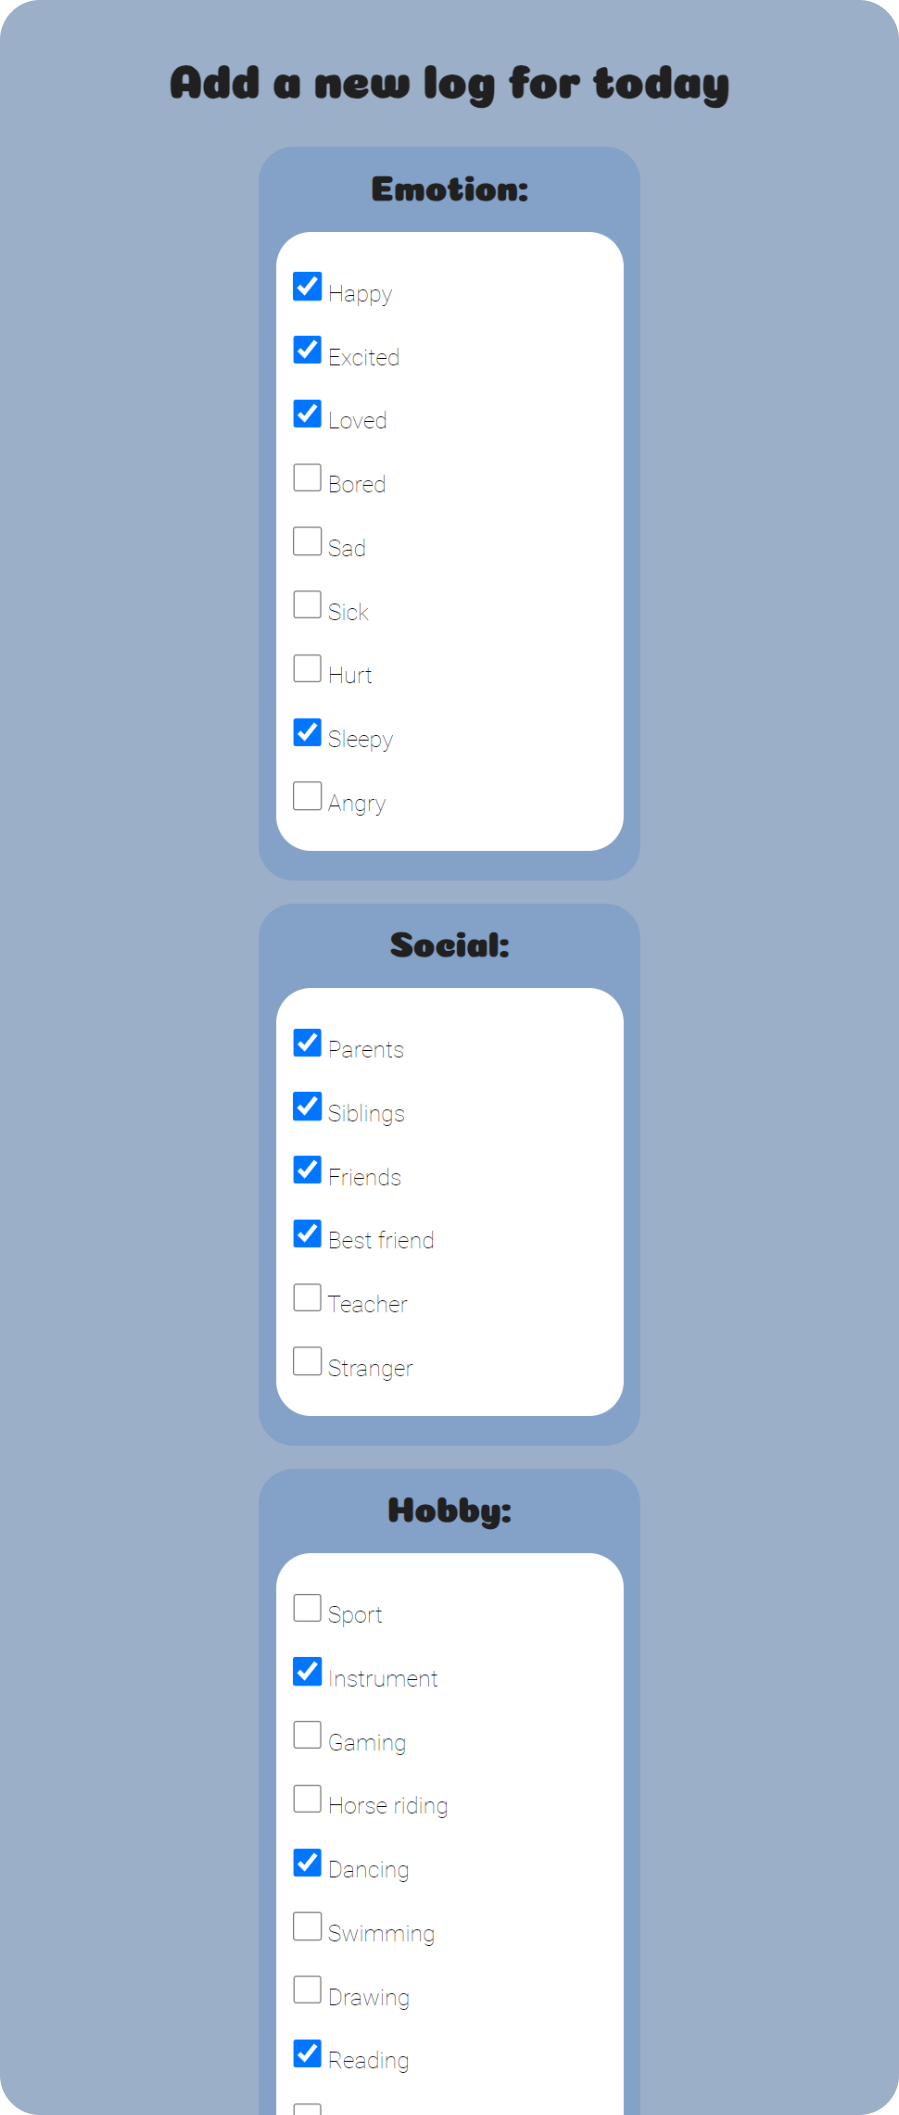 Add a new log for today
Emotion:
Happy
Excited
Loved
Bored
Sad
Sick
Hurt
Sleepy
Angry
Social:
Parents
Siblings
Friends
Best friend
Teacher
Stranger
Hobby:
Sport
Instrument
Gaming
Horse riding
Dancing
Swimming
Drawing
Reading